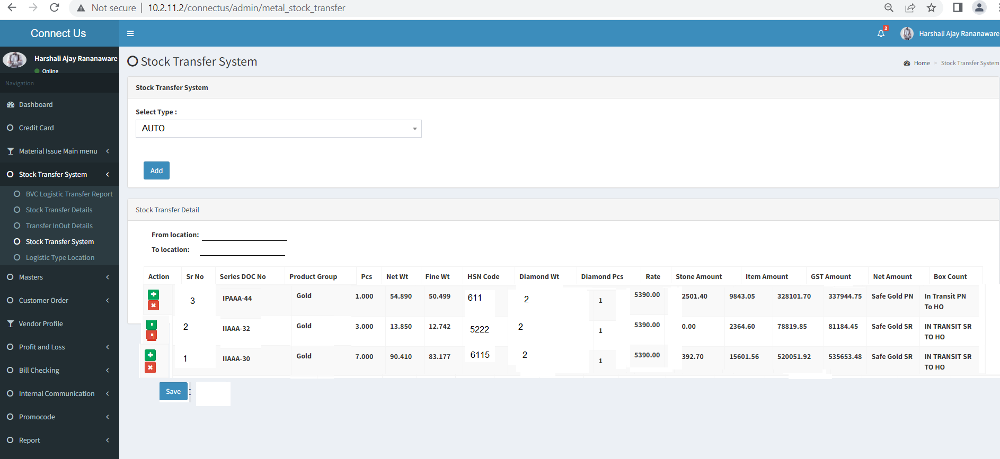 Not secure | 10.2.11.2/connectus/admin/metal_stock_transfer
Connect Us
2
Harshali Ajay Rananaware
Harshali Ajay Rananaware
Online
Navigation
Dashboard
Credit Card
Material Issue Main menu
Stock Transfer System
BVC Logistic Transfer Report
Stock Transfer Details
Transfer InOut Details
Stock Transfer System
Logistic Type Location
Masters
Customer Order
Vendor Profile
Profit and Loss
Bill Checking
Internal Communication
Promocode
Report
Stock Transfer System
Home > Stock Transfer System
Stock Transfer System
Select Type :
AUTO
Add
Stock Transfer Detail
From location:
To location:
Action Sr No Series DOC No Product Group Pcs Net Wt Fine Wt HSN Code Diamond Wt Diamond Pcs Rate Stone Amount Item Amount GST Amount Net Amount Box Count
3 IPAAA-44 Gold 1.000 54.890 50.499 611 2 1 5390.00 2501.40 9843.05 328101.70 337944.75 Safe Gold PN In Transit PN
To HO
2 IIAAA-32 Gold 3.000 13.850 12.742 5222 2 1 5390.00 0.00 2364.60 78819.85 81184.45 Safe Gold SR IN TRANSIT SR
TO HO
1 IIAAA-30 Gold 7.000 90.410 83.177 6115 2 1 5390.00 392.70 15601.56 520051.92 535653.48 Safe Gold SR IN TRANSIT SR
TO HO
Save